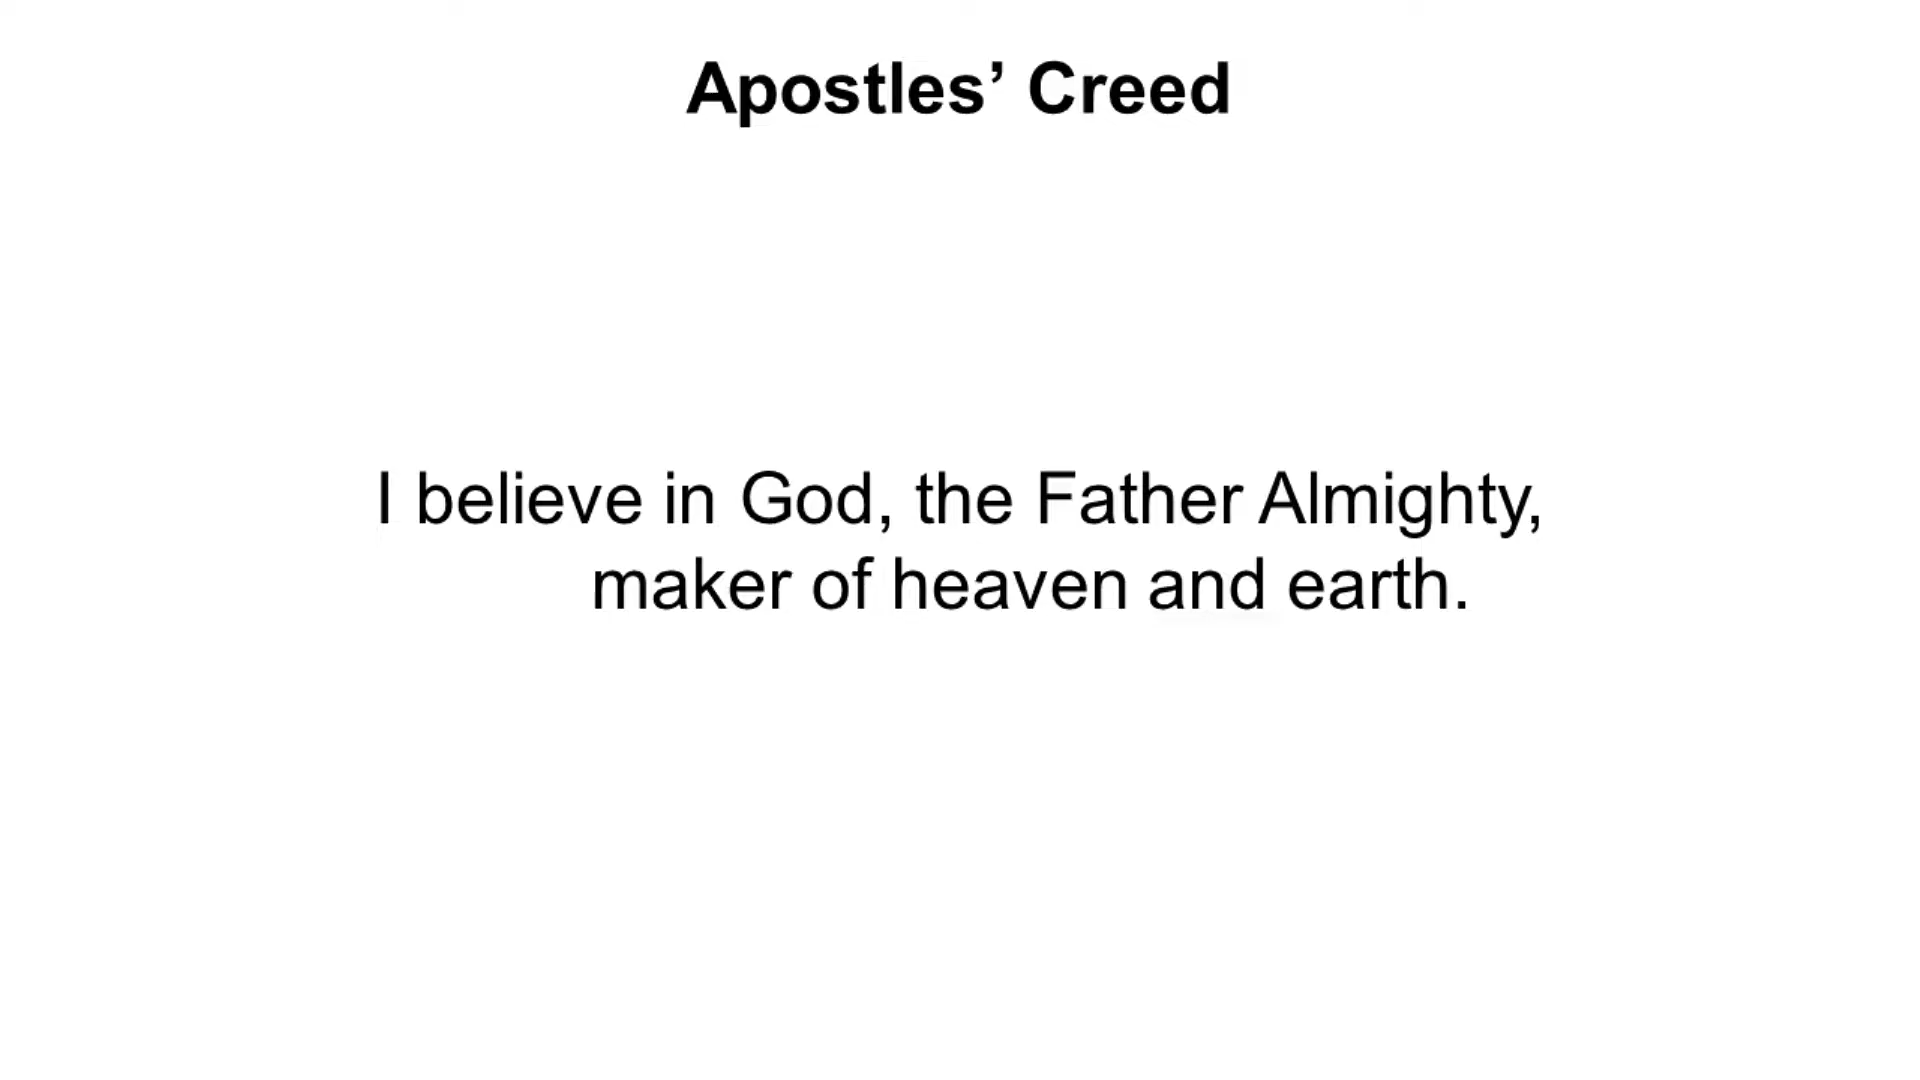 Apostles’ Creed
I believe in God, the Father Almighty,
maker of heaven and earth.